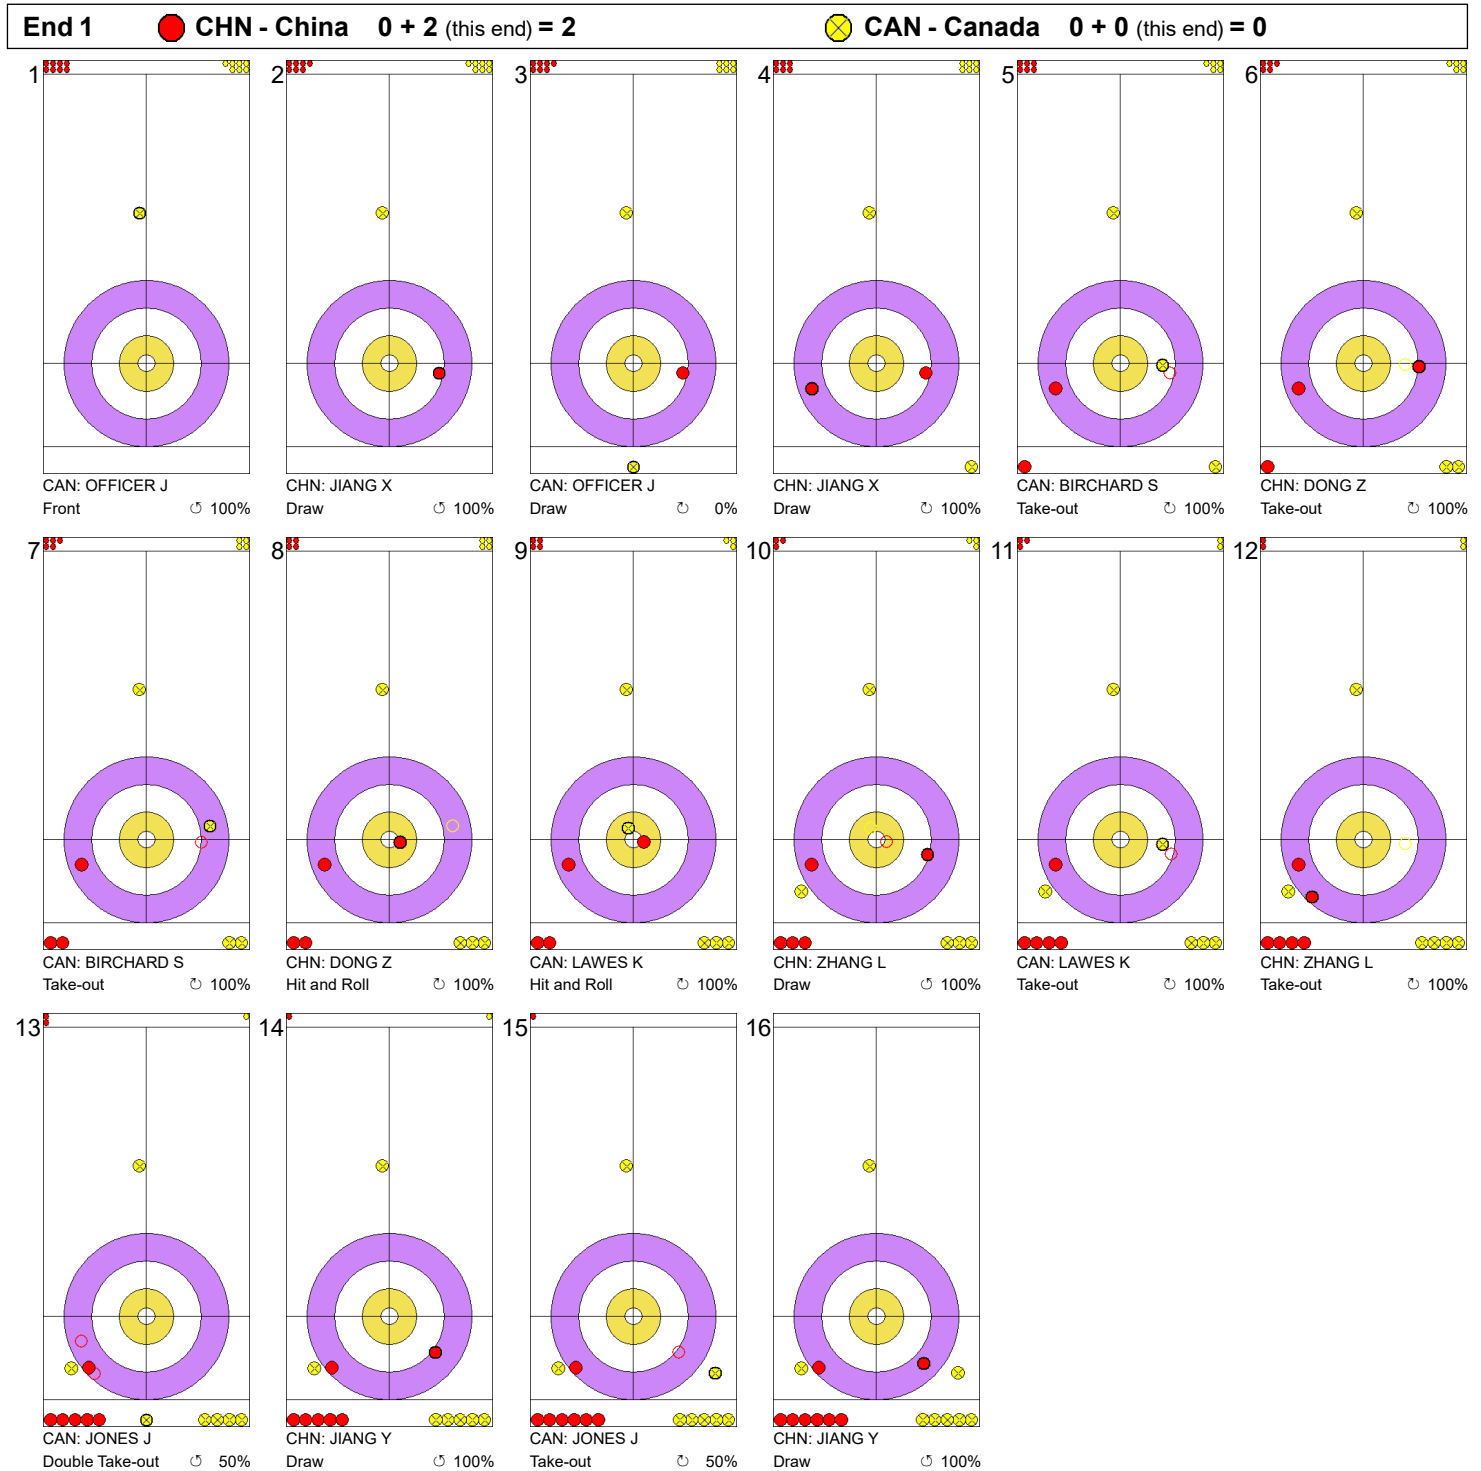 End 1 CHN - China 0 + 2 (this end) = 2 CAN - Canada 0 + 0 (this end) = 0
1 2 3 4 5 6
CAN: OFFICER J CHN: JIANG X CAN: OFFICER J CHN: JIANG X CAN: BIRCHARD S CHN: DONG Z
Front ↺ 100% Draw ↺ 100% Draw ↻ 0% Draw ↻ 100% Take-out ↻ 100% Take-out ↻ 100%
7 8 9 10 11 12
CAN: BIRCHARD S CHN: DONG Z CAN: LAWES K CHN: ZHANG L CAN: LAWES K CHN: ZHANG L
Take-out ↻ 100% Hit and Roll ↻ 100% Hit and Roll ↻ 100% Draw ↺ 100% Take-out ↻ 100% Take-out ↻ 100%
13 14 15 16
CAN: JONES J CHN: JIANG Y CAN: JONES J CHN: JIANG Y
Double Take-out ↺ 50% Draw ↺ 100% Take-out ↻ 50% Draw ↺ 100%